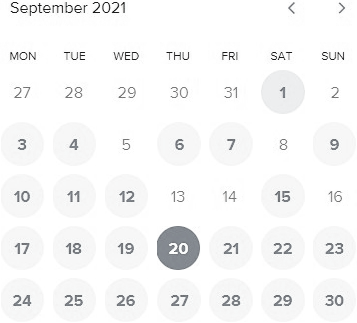 September 2021
MON TUE WED THU FRI SAT SUN
27 28 29 30 31 1 2
3 4 5 6 7 8 9
10 11 12 13 14 15 16
17 18 19 20 21 22 23
24 25 26 27 28 29 30